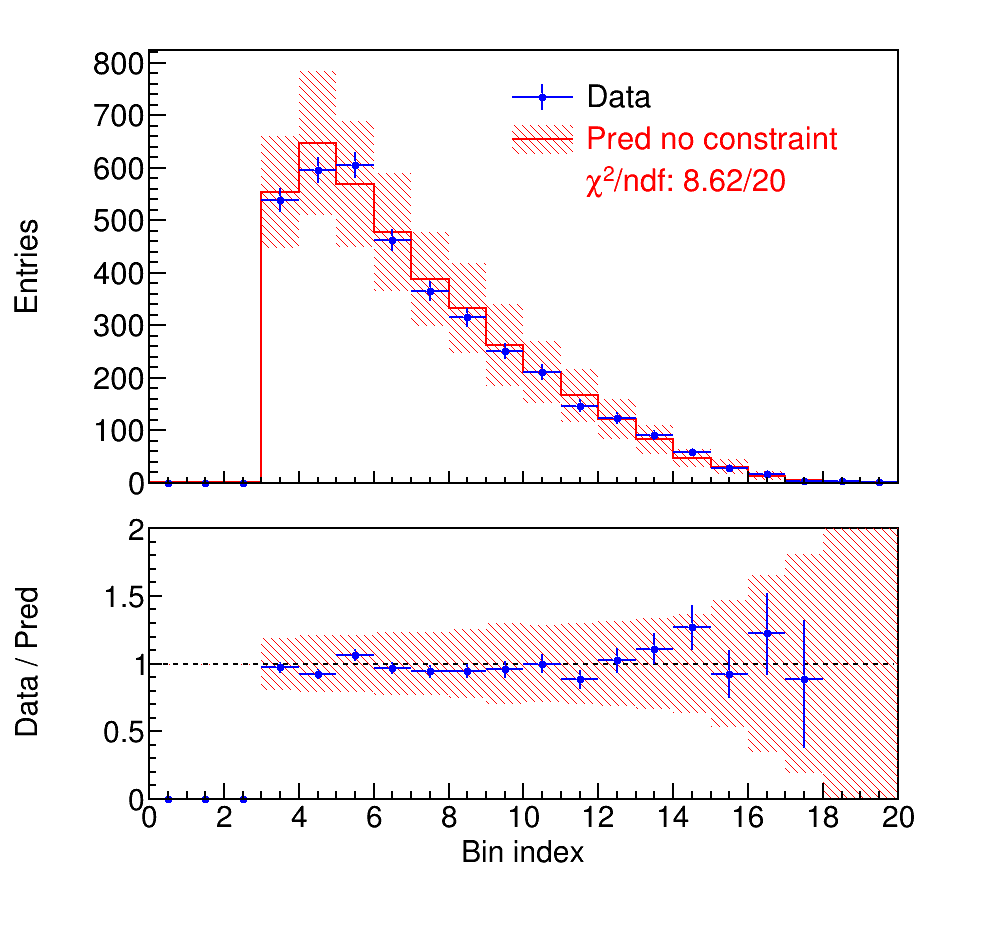 800
700
600
500
400
300
200
100
0
Entries
Data
Pred no constraint
χ²/ndf: 8.62/20
2
1.5
1
0.5
0
Data / Pred
0 2 4 6 8 10 12 14 16 18 20
Bin index